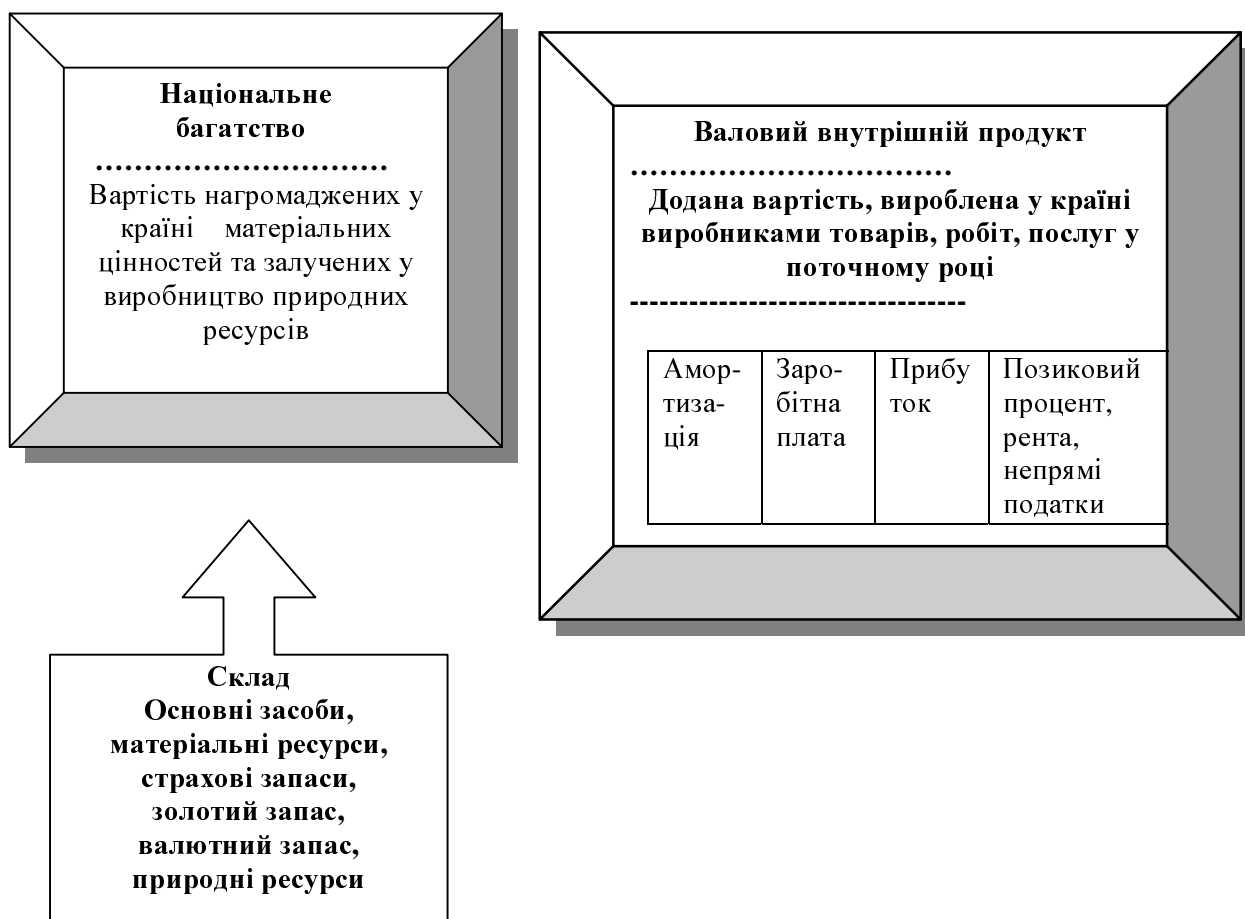 Національне
багатство
…………………………
Вартість нагромаджених у
країні матеріальних
цінностей та залучених у
виробництво природних
ресурсів
Валовий внутрішній продукт
……………………………
Додана вартість, вироблена у країні
виробниками товарів, робіт, послуг у
поточному році
----------------------------------
Амор-
тиза-
ція
Заро-
бітна
плата
Прибу
ток
Позиковий
процент,
рента,
непрямі
податки
Склад
Основні засоби,
матеріальні ресурси,
страхові запаси,
золотий запас,
валютний запас,
природні ресурси